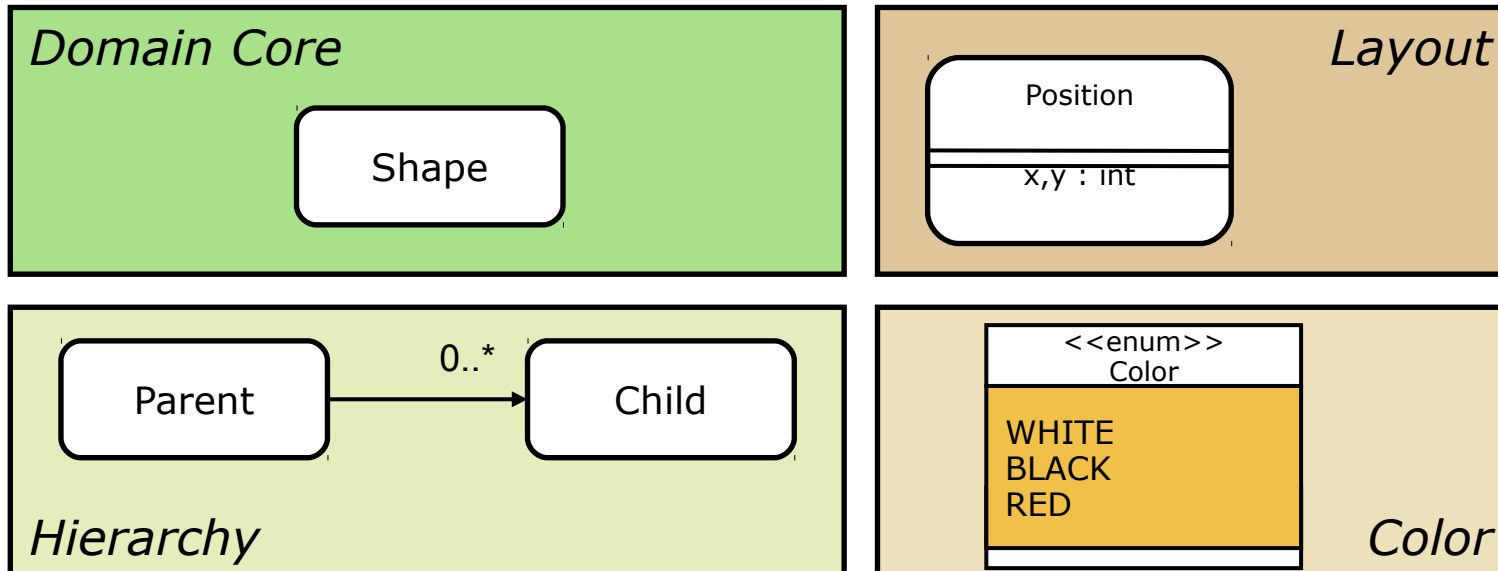 Domain Core
Shape
Layout
Position
x,y : int
Parent
0..*
Child
Hierarchy
<<enum>>
Color
WHITE
BLACK
RED
Color